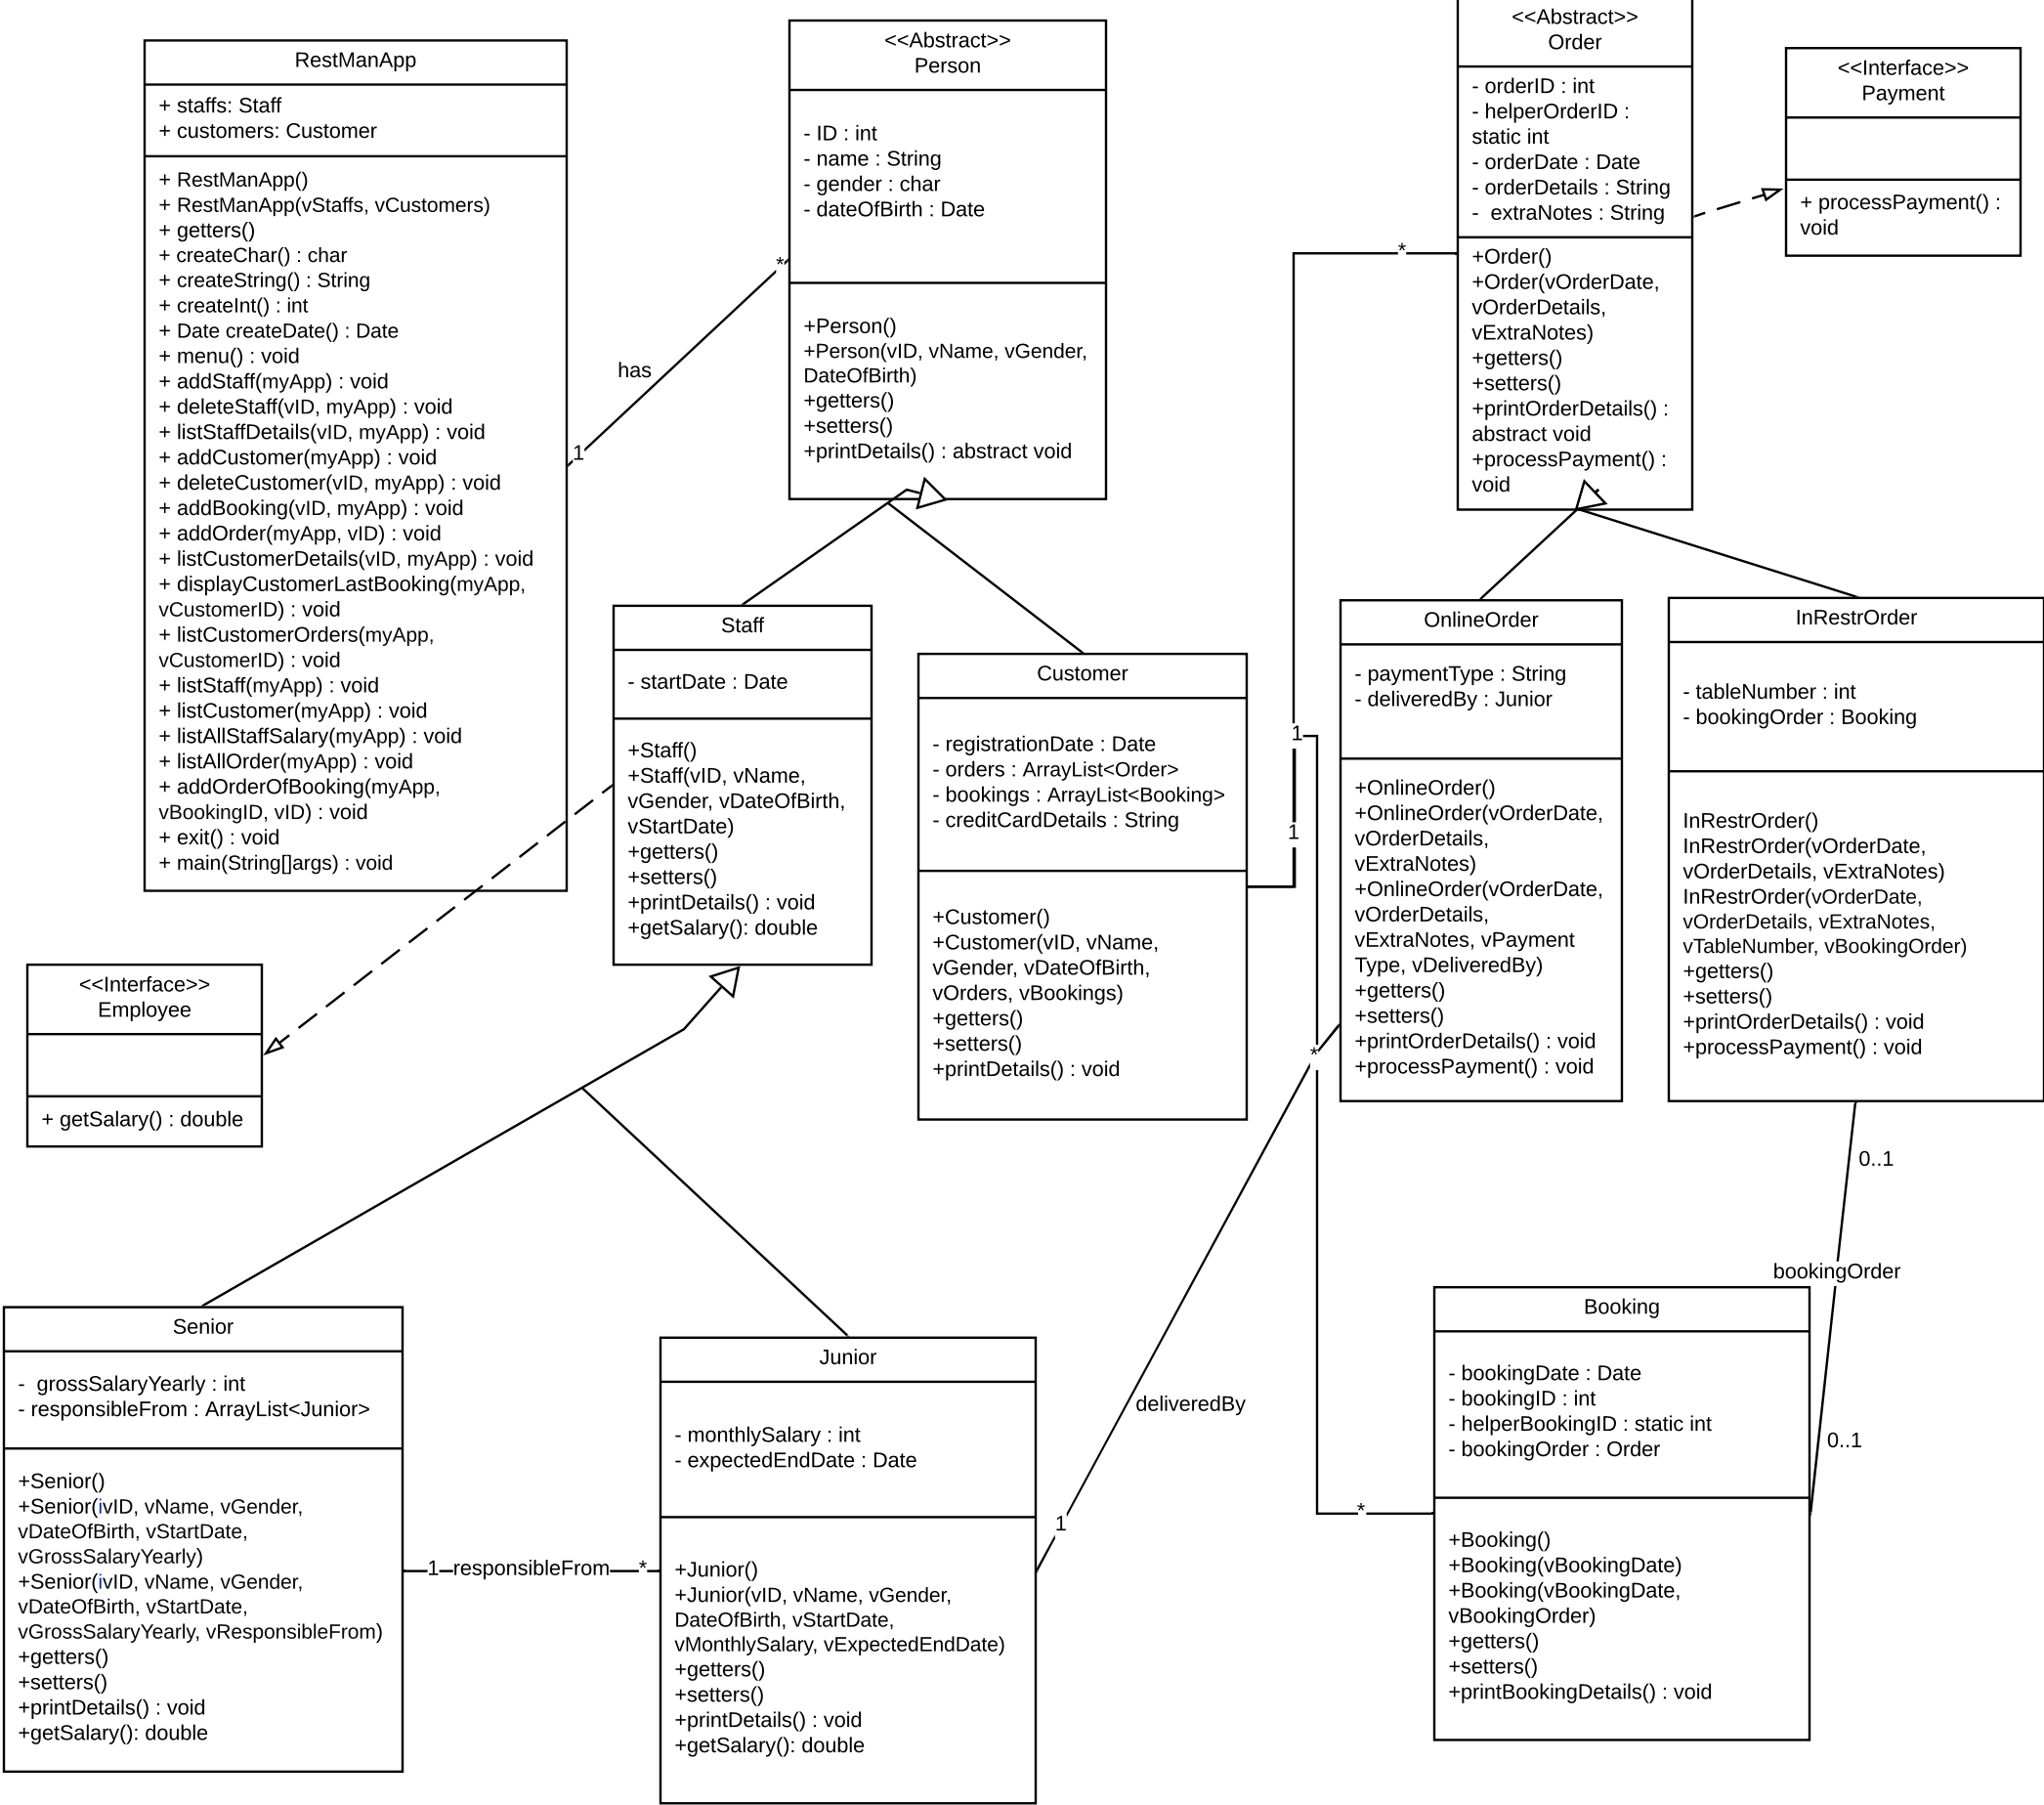 RestManApp
+ staffs: Staff
+ customers: Customer
+ RestManApp()
+ RestManApp(vStaffs, vCustomers)
+ getters()
+ createChar() : char
+ createString() : String
+ createInt() : int
+ Date createDate() : Date
+ menu() : void
+ addStaff(myApp) : void
+ deleteStaff(vID, myApp) : void
+ listStaffDetails(vID, myApp) : void
+ addCustomer(myApp) : void
+ deleteCustomer(vID, myApp) : void
+ addBooking(vID, myApp) : void
+ addOrder(myApp, vID) : void
+ listCustomerDetails(vID, myApp) : void
+ displayCustomerLastBooking(myApp,
vCustomerID) : void
+ listCustomerOrders(myApp,
vCustomerID) : void
+ listStaff(myApp) : void
+ listCustomer(myApp) : void
+ listAllStaffSalary(myApp) : void
+ listAllOrder(myApp) : void
+ addOrderOfBooking(myApp,
vBookingID, vID) : void
+ exit() : void
+ main(String[]args) : void
1
has
*
<<Abstract>>
Person
- ID : int
- name : String
- gender : char
- dateOfBirth : Date
+Person()
+Person(vID, vName, vGender,
DateOfBirth)
+getters()
+setters()
+printDetails() : abstract void
<<Abstract>>
Order
- orderID : int
- helperOrderID :
static int
- orderDate : Date
- orderDetails : String
-  extraNotes : String
+Order()
+Order(vOrderDate,
vOrderDetails,
vExtraNotes)
+getters()
+setters()
+printOrderDetails() :
abstract void
+processPayment() :
void
<<Interface>>
Payment
+ processPayment() :
void
*
1
1
*
Staff
- startDate : Date
+Staff()
+Staff(vID, vName,
vGender, vDateOfBirth,
vStartDate)
+getters()
+setters()
+printDetails() : void
+getSalary(): double
Customer
- registrationDate : Date
- orders : ArrayList<Order>
- bookings : ArrayList<Booking>
- creditCardDetails : String
+Customer()
+Customer(vID, vName,
vGender, vDateOfBirth,
vOrders, vBookings)
+getters()
+setters()
+printDetails() : void
OnlineOrder
- paymentType : String
- deliveredBy : Junior
+OnlineOrder()
+OnlineOrder(vOrderDate,
vOrderDetails,
vExtraNotes)
+OnlineOrder(vOrderDate,
vOrderDetails,
vExtraNotes, vPayment
Type, vDeliveredBy)
+getters()
+setters()
+printOrderDetails() : void
+processPayment() : void
InRestrOrder
- tableNumber : int
- bookingOrder : Booking
InRestrOrder()
InRestrOrder(vOrderDate,
vOrderDetails, vExtraNotes)
InRestrOrder(vOrderDate,
vOrderDetails, vExtraNotes,
vTableNumber, vBookingOrder)
+getters()
+setters()
+printOrderDetails() : void
+processPayment() : void
<<Interface>>
Employee
+ getSalary() : double
0..1
bookingOrder
0..1
Senior
-  grossSalaryYearly : int
- responsibleFrom : ArrayList<Junior>
+Senior()
+Senior(ivID, vName, vGender,
vDateOfBirth, vStartDate,
vGrossSalaryYearly)
+Senior(ivID, vName, vGender,
vDateOfBirth, vStartDate,
vGrossSalaryYearly, vResponsibleFrom)
+getters()
+setters()
+printDetails() : void
+getSalary(): double
1
responsibleFrom
*
Junior
- monthlySalary : int
- expectedEndDate : Date
+Junior()
+Junior(vID, vName, vGender,
DateOfBirth, vStartDate,
vMonthlySalary, vExpectedEndDate)
+getters()
+setters()
+printDetails() : void
+getSalary(): double
deliveredBy
1
*
Booking
- bookingDate : Date
- bookingID : int
- helperBookingID : static int
- bookingOrder : Order
+Booking()
+Booking(vBookingDate)
+Booking(vBookingDate,
vBookingOrder)
+getters()
+setters()
+printBookingDetails() : void